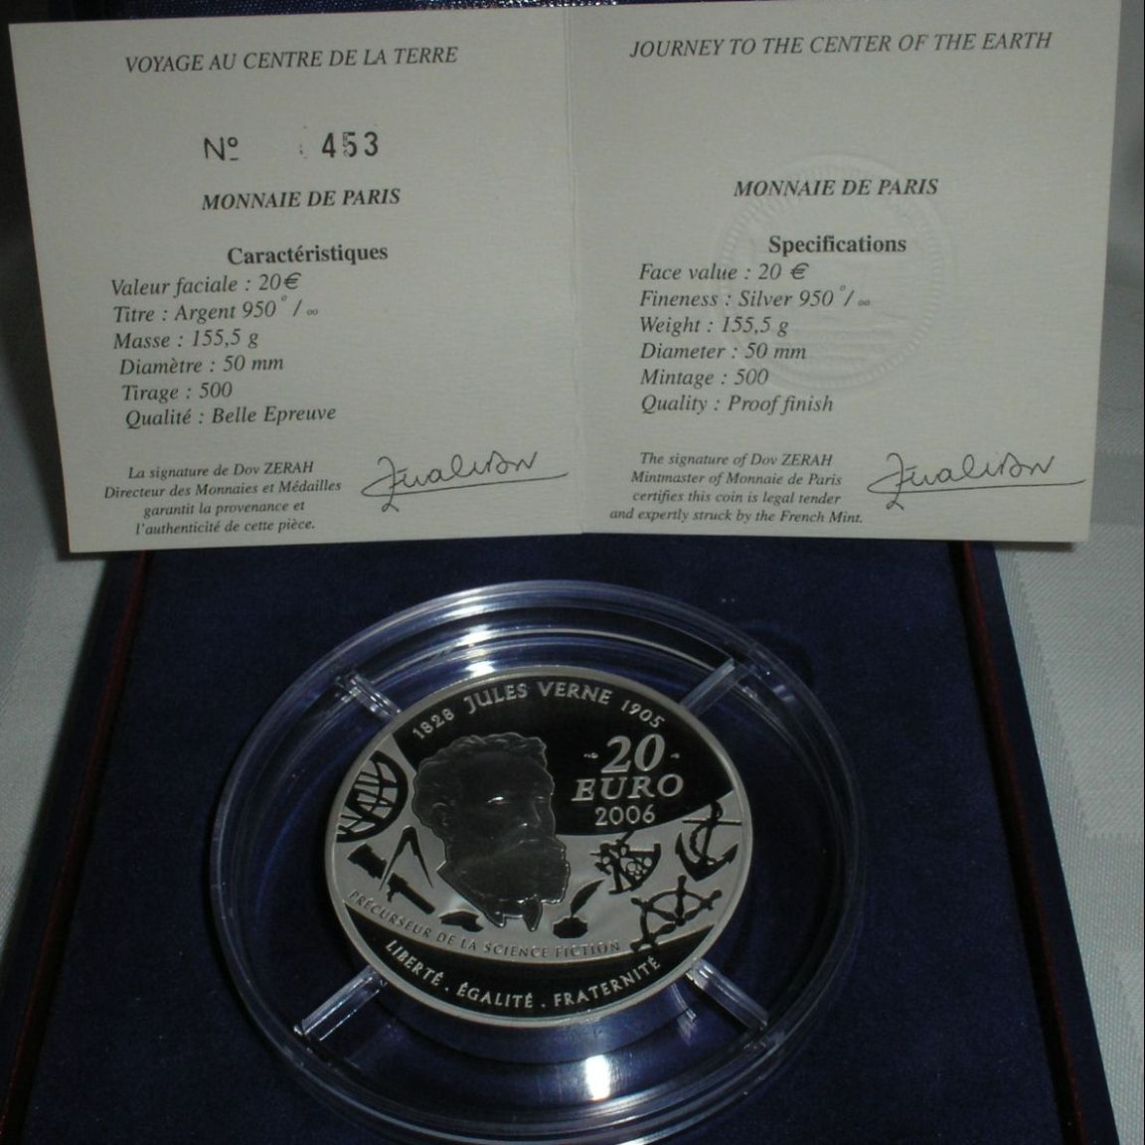 VOYAGE AU CENTRE DE LA TERRE
Nº 453
MONNAIE DE PARIS
Caractéristiques
Valeur faciale : 20€
Titre : Argent 950 °/∞
Masse : 155,5 g
Diamètre : 50 mm
Tirage : 500
Qualité : Belle Epreuve
La signature de Dov ZERAH
Directeur des Monnaies et Médailles
garantit la provenance et
l'authenticité de cette pièce.
JOURNEY TO THE CENTER OF THE EARTH
MONNAIE DE PARIS
Specifications
Face value : 20 €
Fineness : Silver 950 °/∞
Weight : 155,5 g
Diameter : 50 mm
Mintage : 500
Quality : Proof finish
The signature of Dov ZERAH
Mintmaster of Monnaie de Paris
certifies this coin is legal tender
and expertly struck by the French Mint.
1828 JULES VERNE 1905
20
EURO
2006
PRÉCURSEUR DE LA SCIENCE FICTION
LIBERTÉ . ÉGALITÉ . FRATERNITÉ